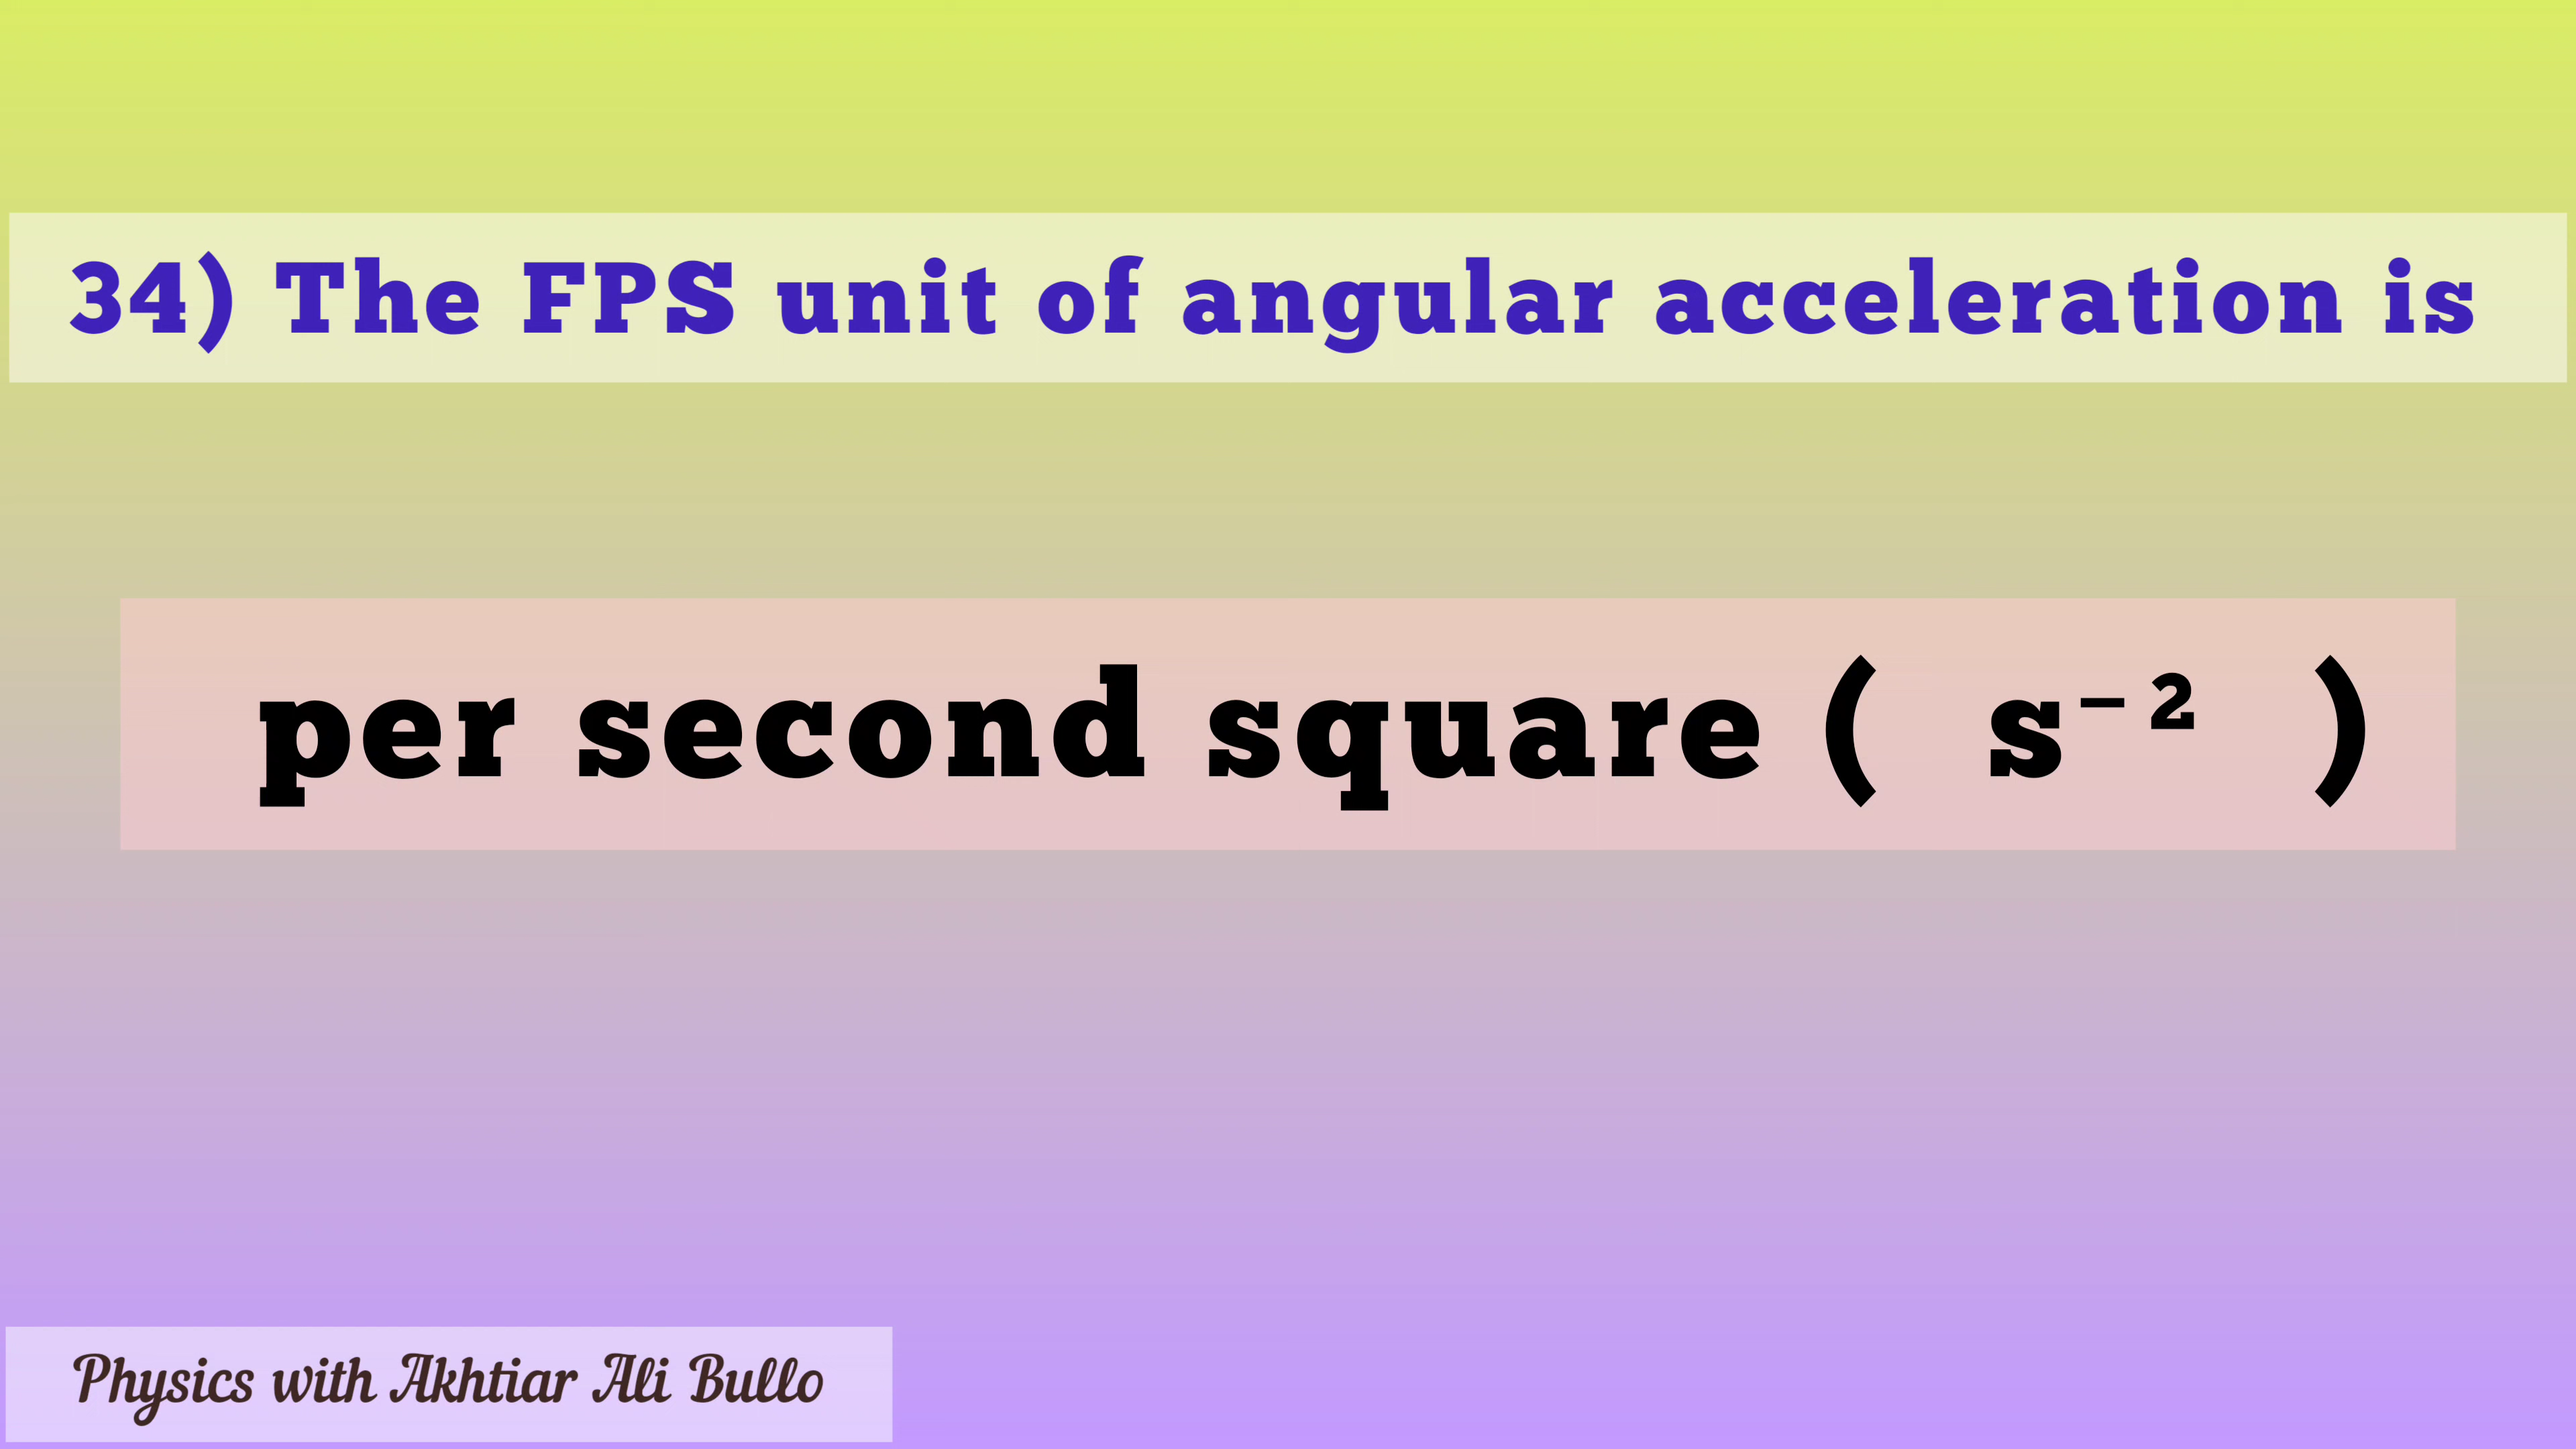 34) The FPS unit of angular acceleration is
per second square ( s⁻² )
Physics with Akhtiar Ali Bullo